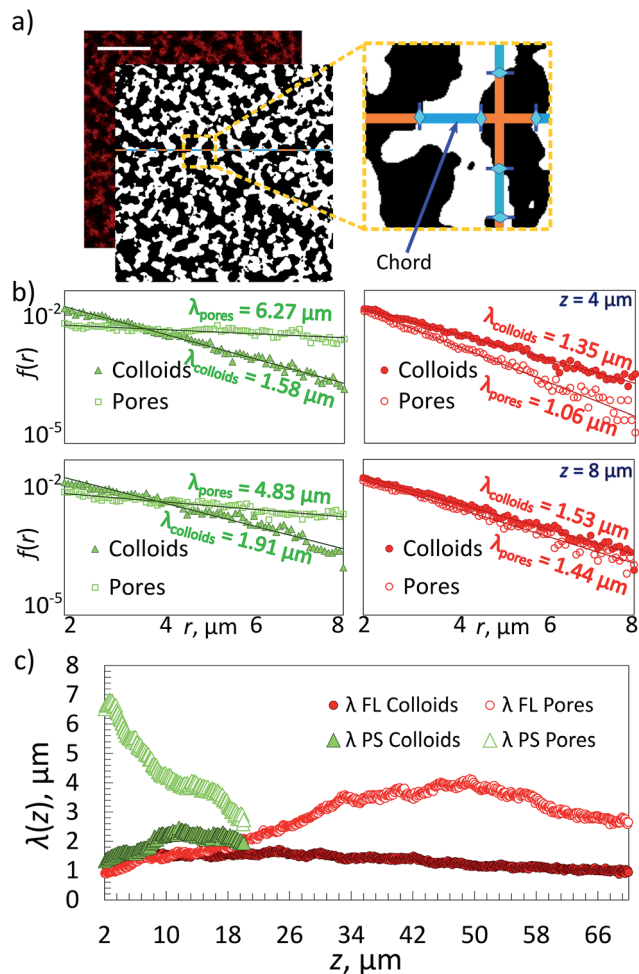 a)
Chord
b)
10-2
10-5
f(r)
λpores = 6.27 µm
Colloids
λcolloids = 1.58 µm
Pores
z = 4 µm
λcolloids = 1.35 µm
Colloids
λpores = 1.06 µm
Pores
10-2
10-5
f(r)
λpores = 4.83 µm
λcolloids = 1.91 µm
Colloids
Pores
z = 8 µm
λcolloids = 1.53 µm
Colloids
λpores = 1.44 µm
Pores
2 4 6 8
r, µm
2 4 6 8
r, µm
c)
8
7
6
5
4
3
2
1
0
λ(z), µm
λ FL Colloids λ FL Pores
λ PS Colloids λ PS Pores
2 10 18 26 34 42 50 58 66
z, µm